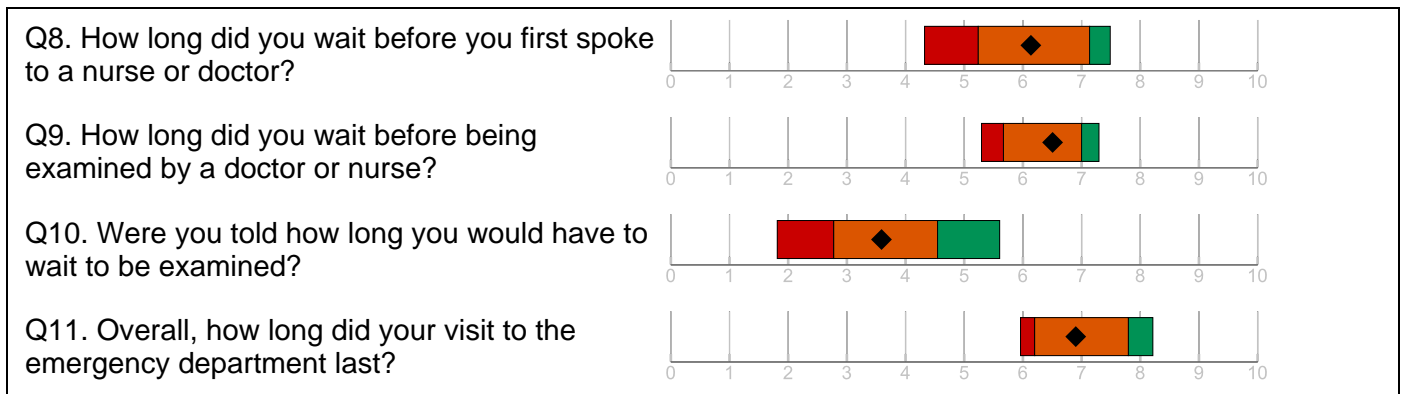 Q8. How long did you wait before you first spoke
to a nurse or doctor?
0 1 2 3 4 5 6 7 8 9 10
Q9. How long did you wait before being
examined by a doctor or nurse?
0 1 2 3 4 5 6 7 8 9 10
Q10. Were you told how long you would have to
wait to be examined?
0 1 2 3 4 5 6 7 8 9 10
Q11. Overall, how long did your visit to the
emergency department last?
0 1 2 3 4 5 6 7 8 9 10